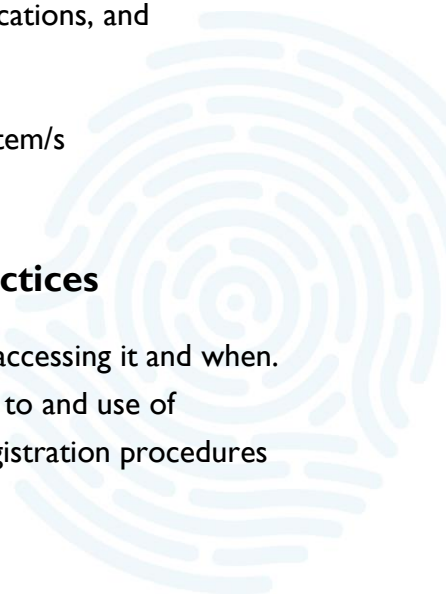 cations, and
tem/s
ctices
accessing it and when.
to and use of
gistration procedures